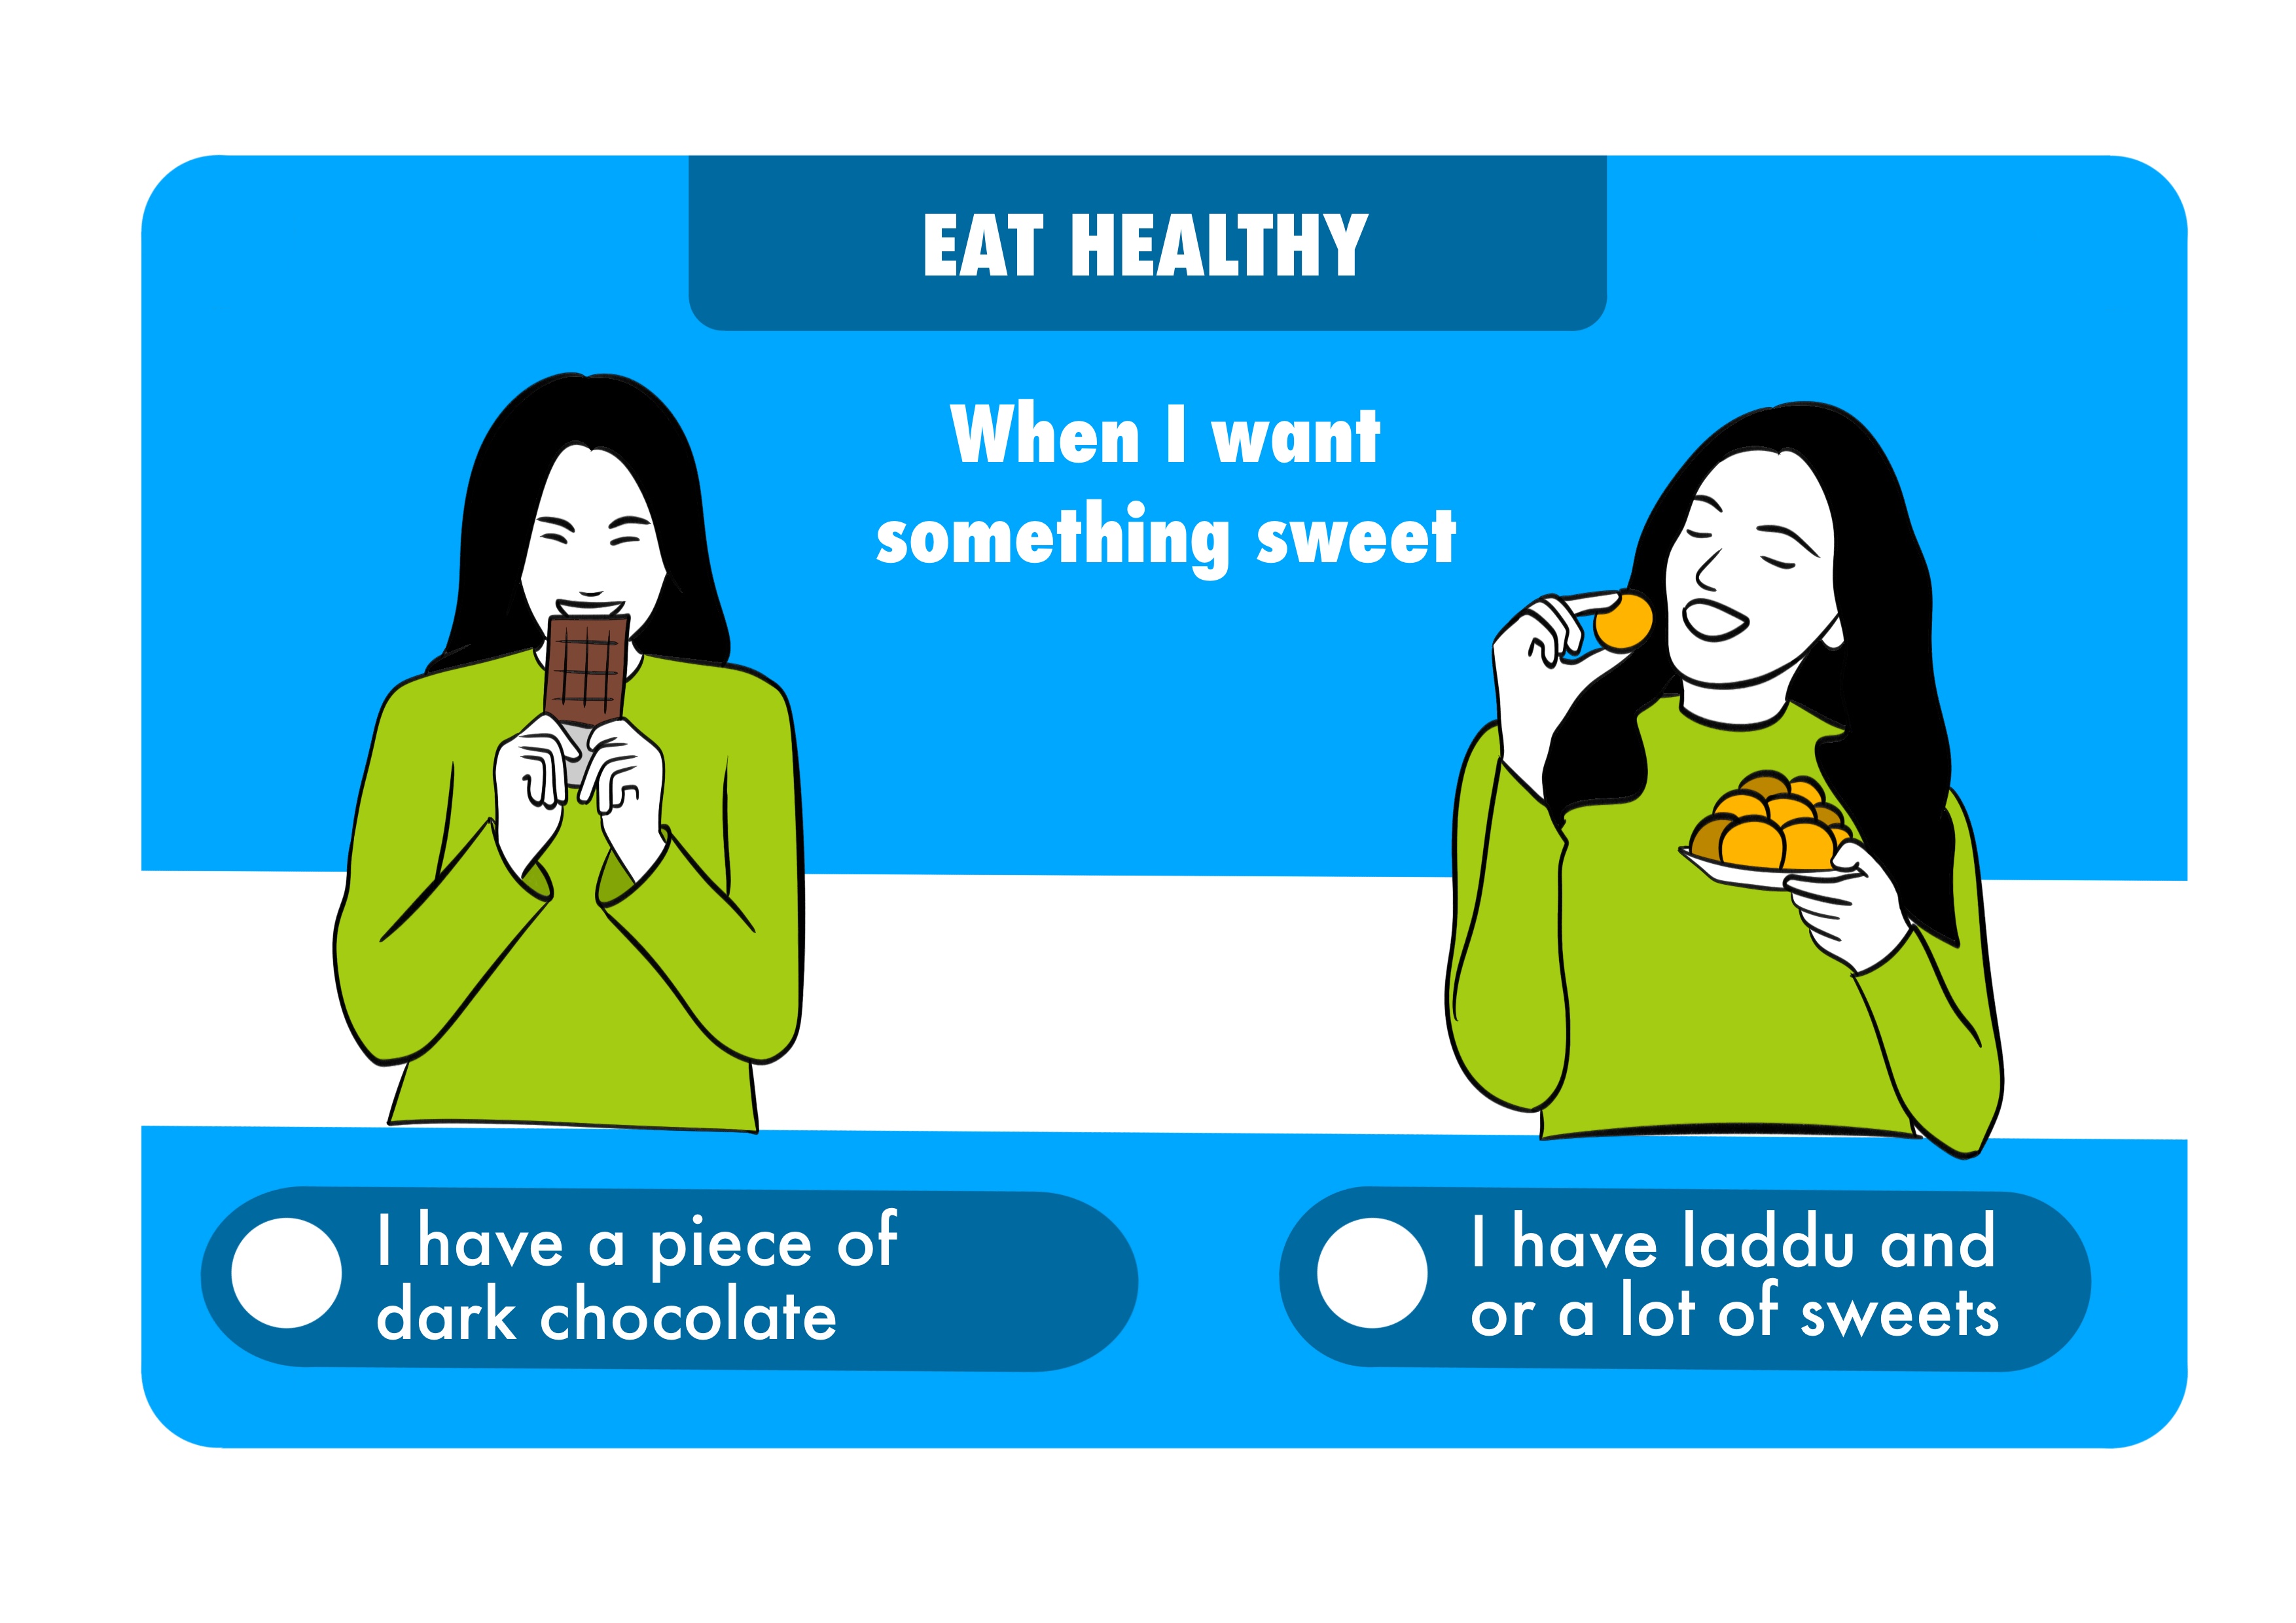 EAT HEALTHY
When I want
something sweet
I have a piece of
dark chocolate
I have laddu and
or a lot of sweets